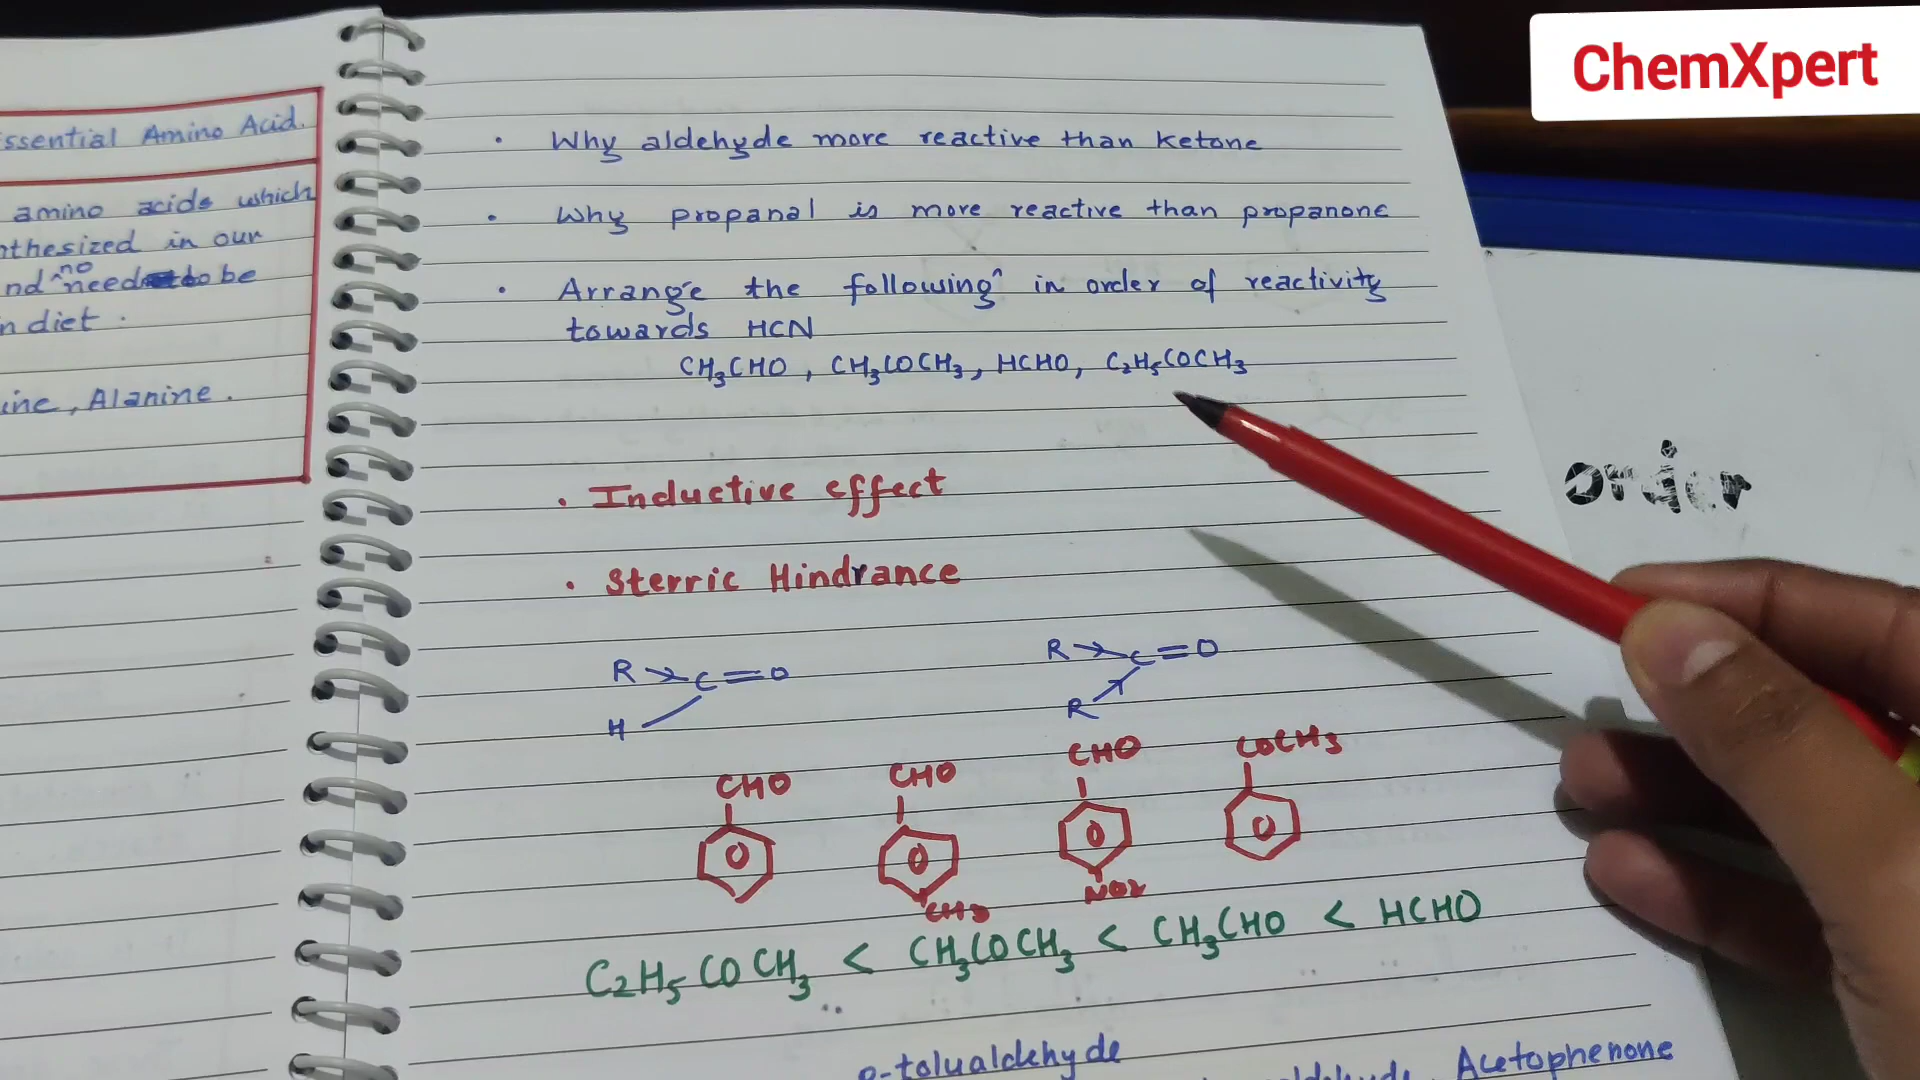 ChemXpert
ssential Amino Acid.
amino acids which
nthesized in our
nd no need to be
n diet.
ine, Alanine.
• Why aldehyde more reactive than ketone
• Why propanal is more reactive than propanone
• Arrange the following in order of reactivity
towards HCN
CH₃CHO, CH₃COCH₃, HCHO, C₂H₅COCH₃
• Inductive effect
• Sterric Hindrance
R C=O
H
R C=O
R
CHO CHO CHO COCH₃
CH₃ NO₂
C₂H₅COCH₃ < CH₃COCH₃ < CH₃CHO < HCHO
p-tolualdehyde
ldehyde, Acetophenone
order